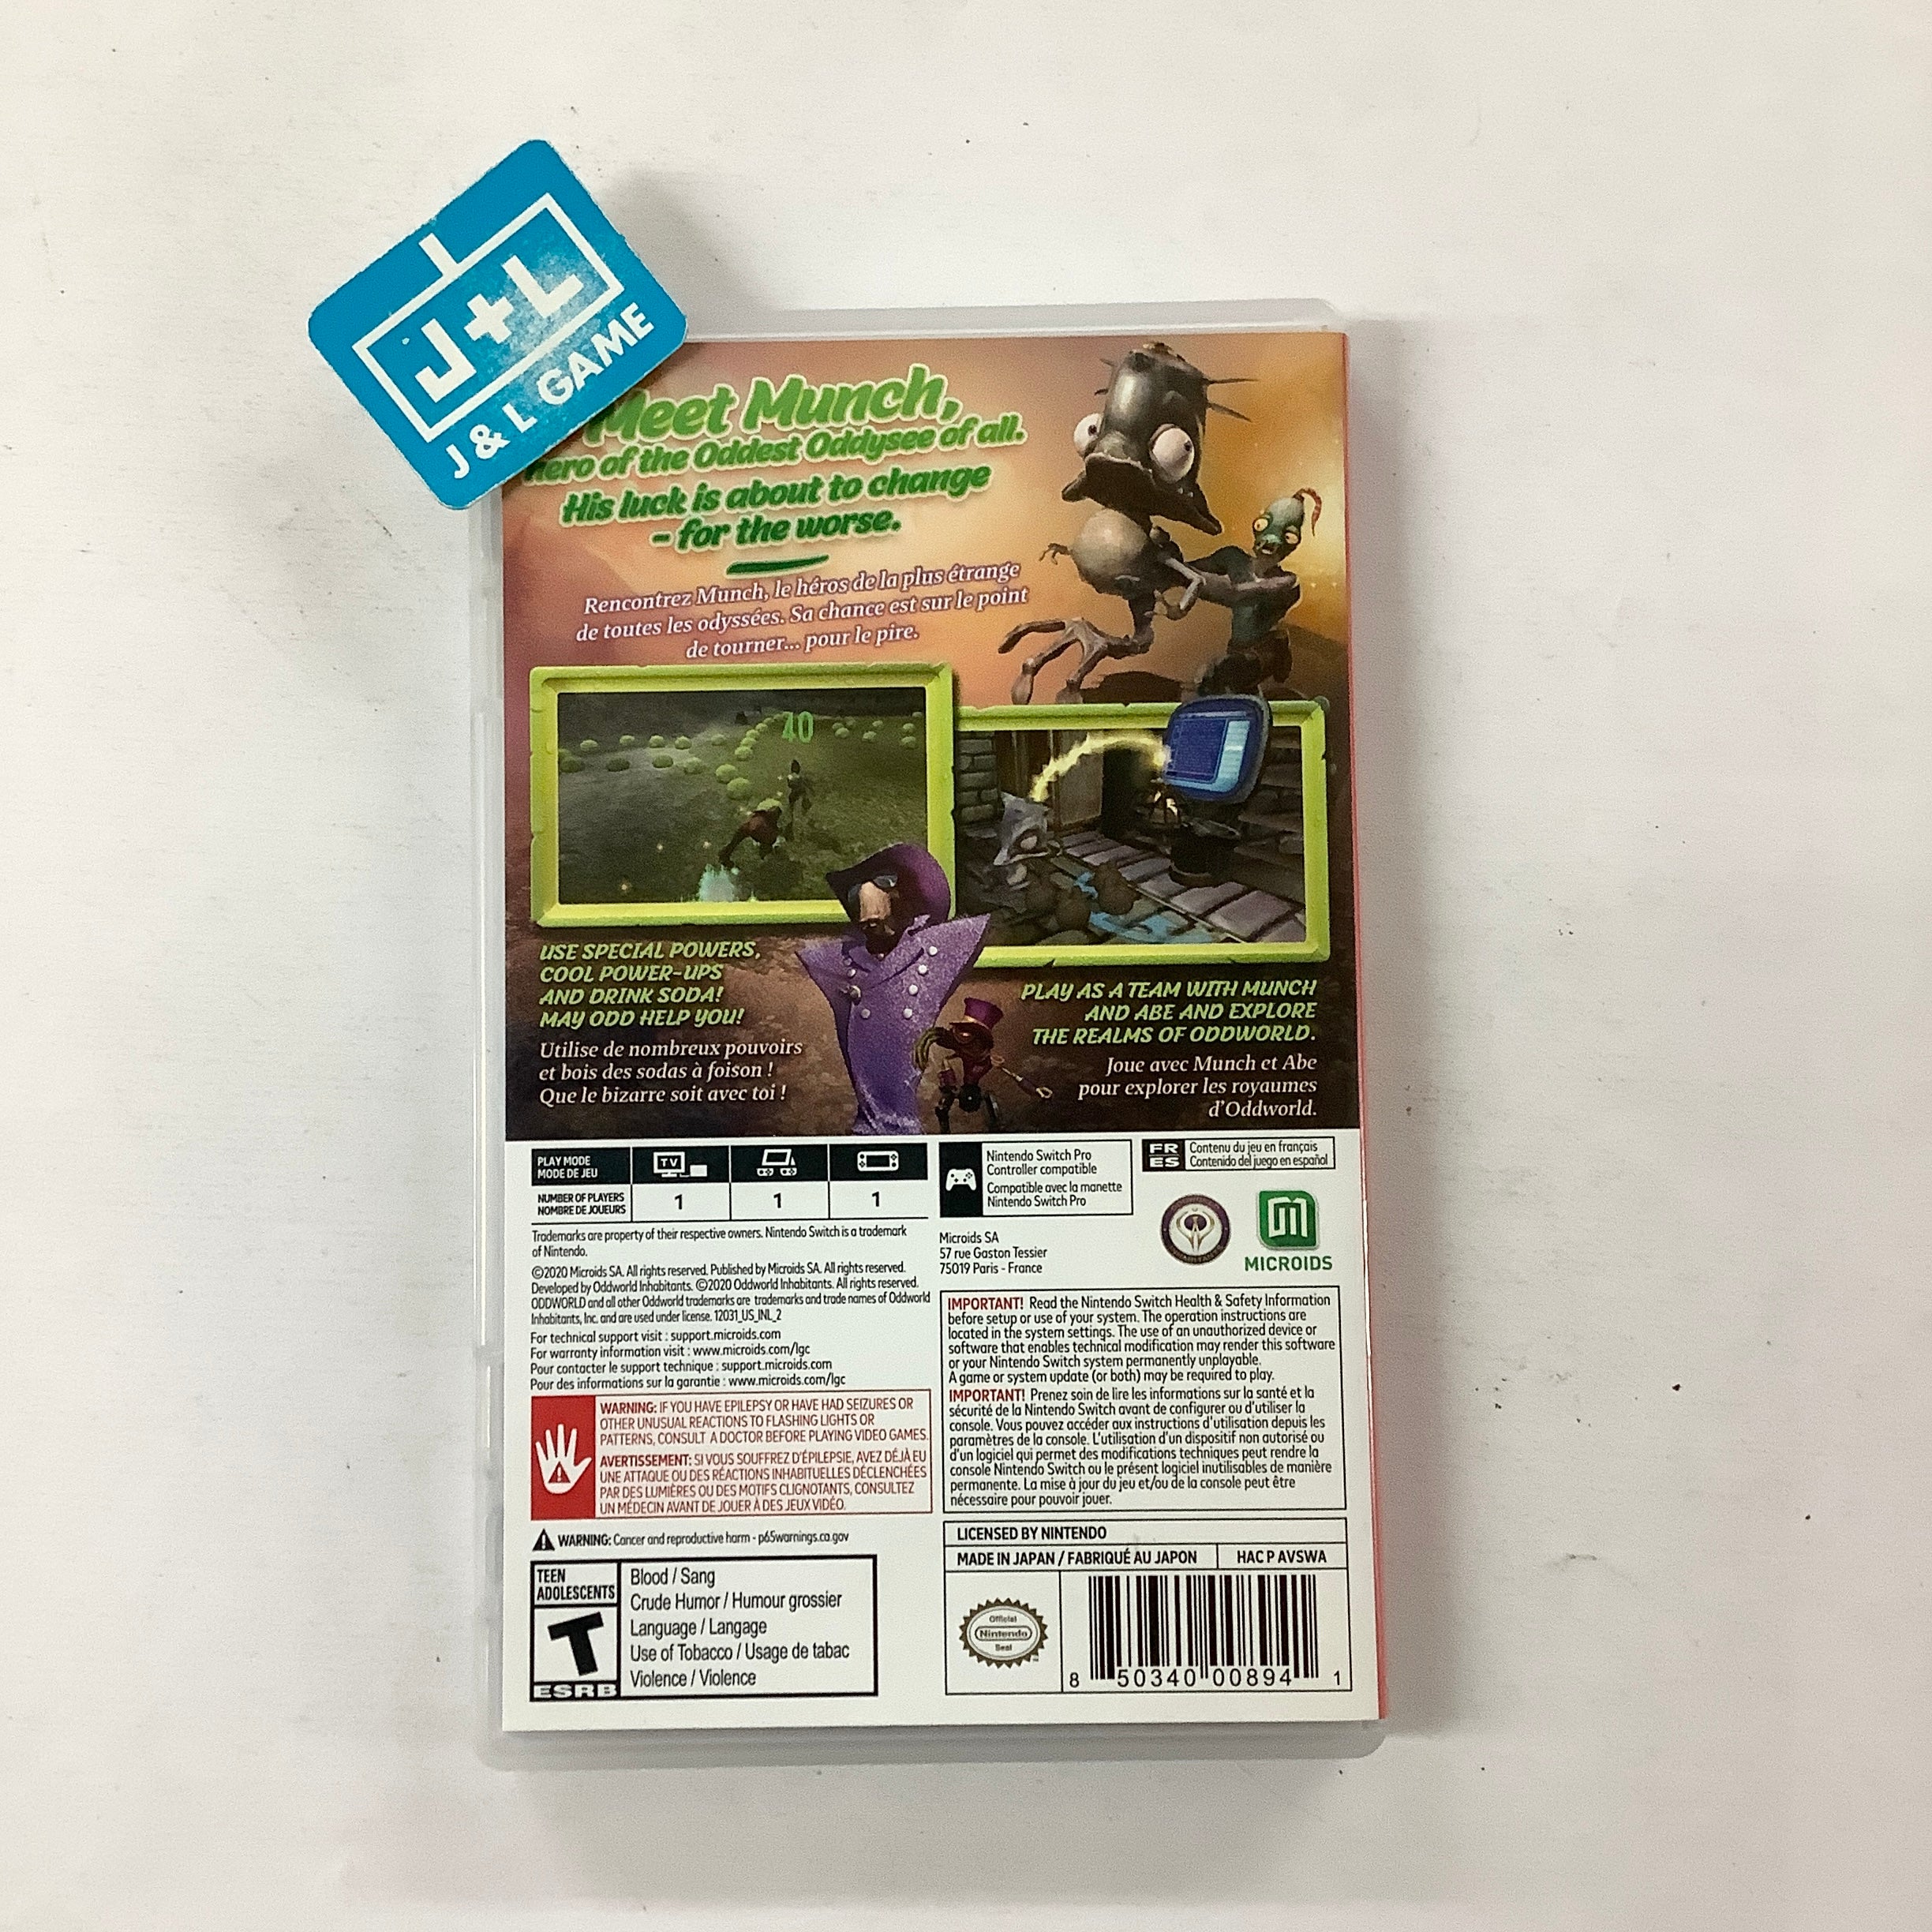 J+L
J & L GAME
Meet Munch,
hero of the Oddest Oddysee of all.
His luck is about to change
- for the worse.
Rencontrez Munch, le héros de la plus étrange
de toutes les odyssées. Sa chance est sur le point
de tourner... pour le pire.
40
USE SPECIAL POWERS,
COOL POWER-UPS
AND DRINK SODA!
MAY ODD HELP YOU!
Utilise de nombreux pouvoirs
et bois des sodas à foison !
Que le bizarre soit avec toi !
PLAY AS A TEAM WITH MUNCH
AND ABE AND EXPLORE
THE REALMS OF ODDWORLD.
Joue avec Munch et Abe
pour explorer les royaumes
d'Oddworld.
PLAY MODE
MODE DE JEU
TV
NUMBER OF PLAYERS
NOMBRE DE JOUEURS
1 1 1
Nintendo Switch Pro
Controller compatible
Compatible avec la manette
Nintendo Switch Pro
FR
ES
Contenu du jeu en français
Contenido del juego en español
Trademarks are property of their respective owners. Nintendo Switch is a trademark
of Nintendo.
©2020 Microids SA. All rights reserved. Published by Microids SA. All rights reserved.
Developed by Oddworld Inhabitants. ©2020 Oddworld Inhabitants. All rights reserved.
ODDWORLD and all other Oddworld trademarks are trademarks and trade names of Oddworld
Inhabitants, Inc. and are used under license. 12031_US_INL_2
For technical support visit : support.microids.com
For warranty information visit : www.microids.com/lgc
Pour contacter le support technique : support.microids.com
Pour des informations sur la garantie : www.microids.com/lgc
Microids SA
57 rue Gaston Tessier
75019 Paris - France
MICROIDS
WARNING: IF YOU HAVE EPILEPSY OR HAVE HAD SEIZURES OR
OTHER UNUSUAL REACTIONS TO FLASHING LIGHTS OR
PATTERNS, CONSULT A DOCTOR BEFORE PLAYING VIDEO GAMES.
AVERTISSEMENT: SI VOUS SOUFFREZ D'ÉPILEPSIE, AVEZ DÉJÀ EU
UNE ATTAQUE OU DES RÉACTIONS INHABITUELLES DÉCLENCHÉES
PAR DES LUMIÈRES OU DES MOTIFS CLIGNOTANTS, CONSULTEZ
UN MÉDECIN AVANT DE JOUER À DES JEUX VIDÉO.
IMPORTANT! Read the Nintendo Switch Health & Safety Information
before setup or use of your system. The operation instructions are
located in the system settings. The use of an unauthorized device or
software that enables technical modification may render this software
or your Nintendo Switch system permanently unplayable.
A game or system update (or both) may be required to play.
IMPORTANT! Prenez soin de lire les informations sur la santé et la
sécurité de la Nintendo Switch avant de configurer ou d'utiliser la
console. Vous pouvez accéder aux instructions d'utilisation depuis les
paramètres de la console. L'utilisation d'un dispositif non autorisé ou
d'un logiciel qui permet des modifications techniques peut rendre la
console Nintendo Switch ou le présent logiciel inutilisables de manière
permanente. La mise à jour du jeu et/ou de la console peut être
nécessaire pour pouvoir jouer.
WARNING: Cancer and reproductive harm - p65warnings.ca.gov
TEEN
ADOLESCENTS
T
ESRB
Blood / Sang
Crude Humor / Humour grossier
Language / Langage
Use of Tobacco / Usage de tabac
Violence / Violence
LICENSED BY NINTENDO
MADE IN JAPAN / FABRIQUÉ AU JAPON HAC P AVSWA
Official
Nintendo
Seal
8 50340 00894 1